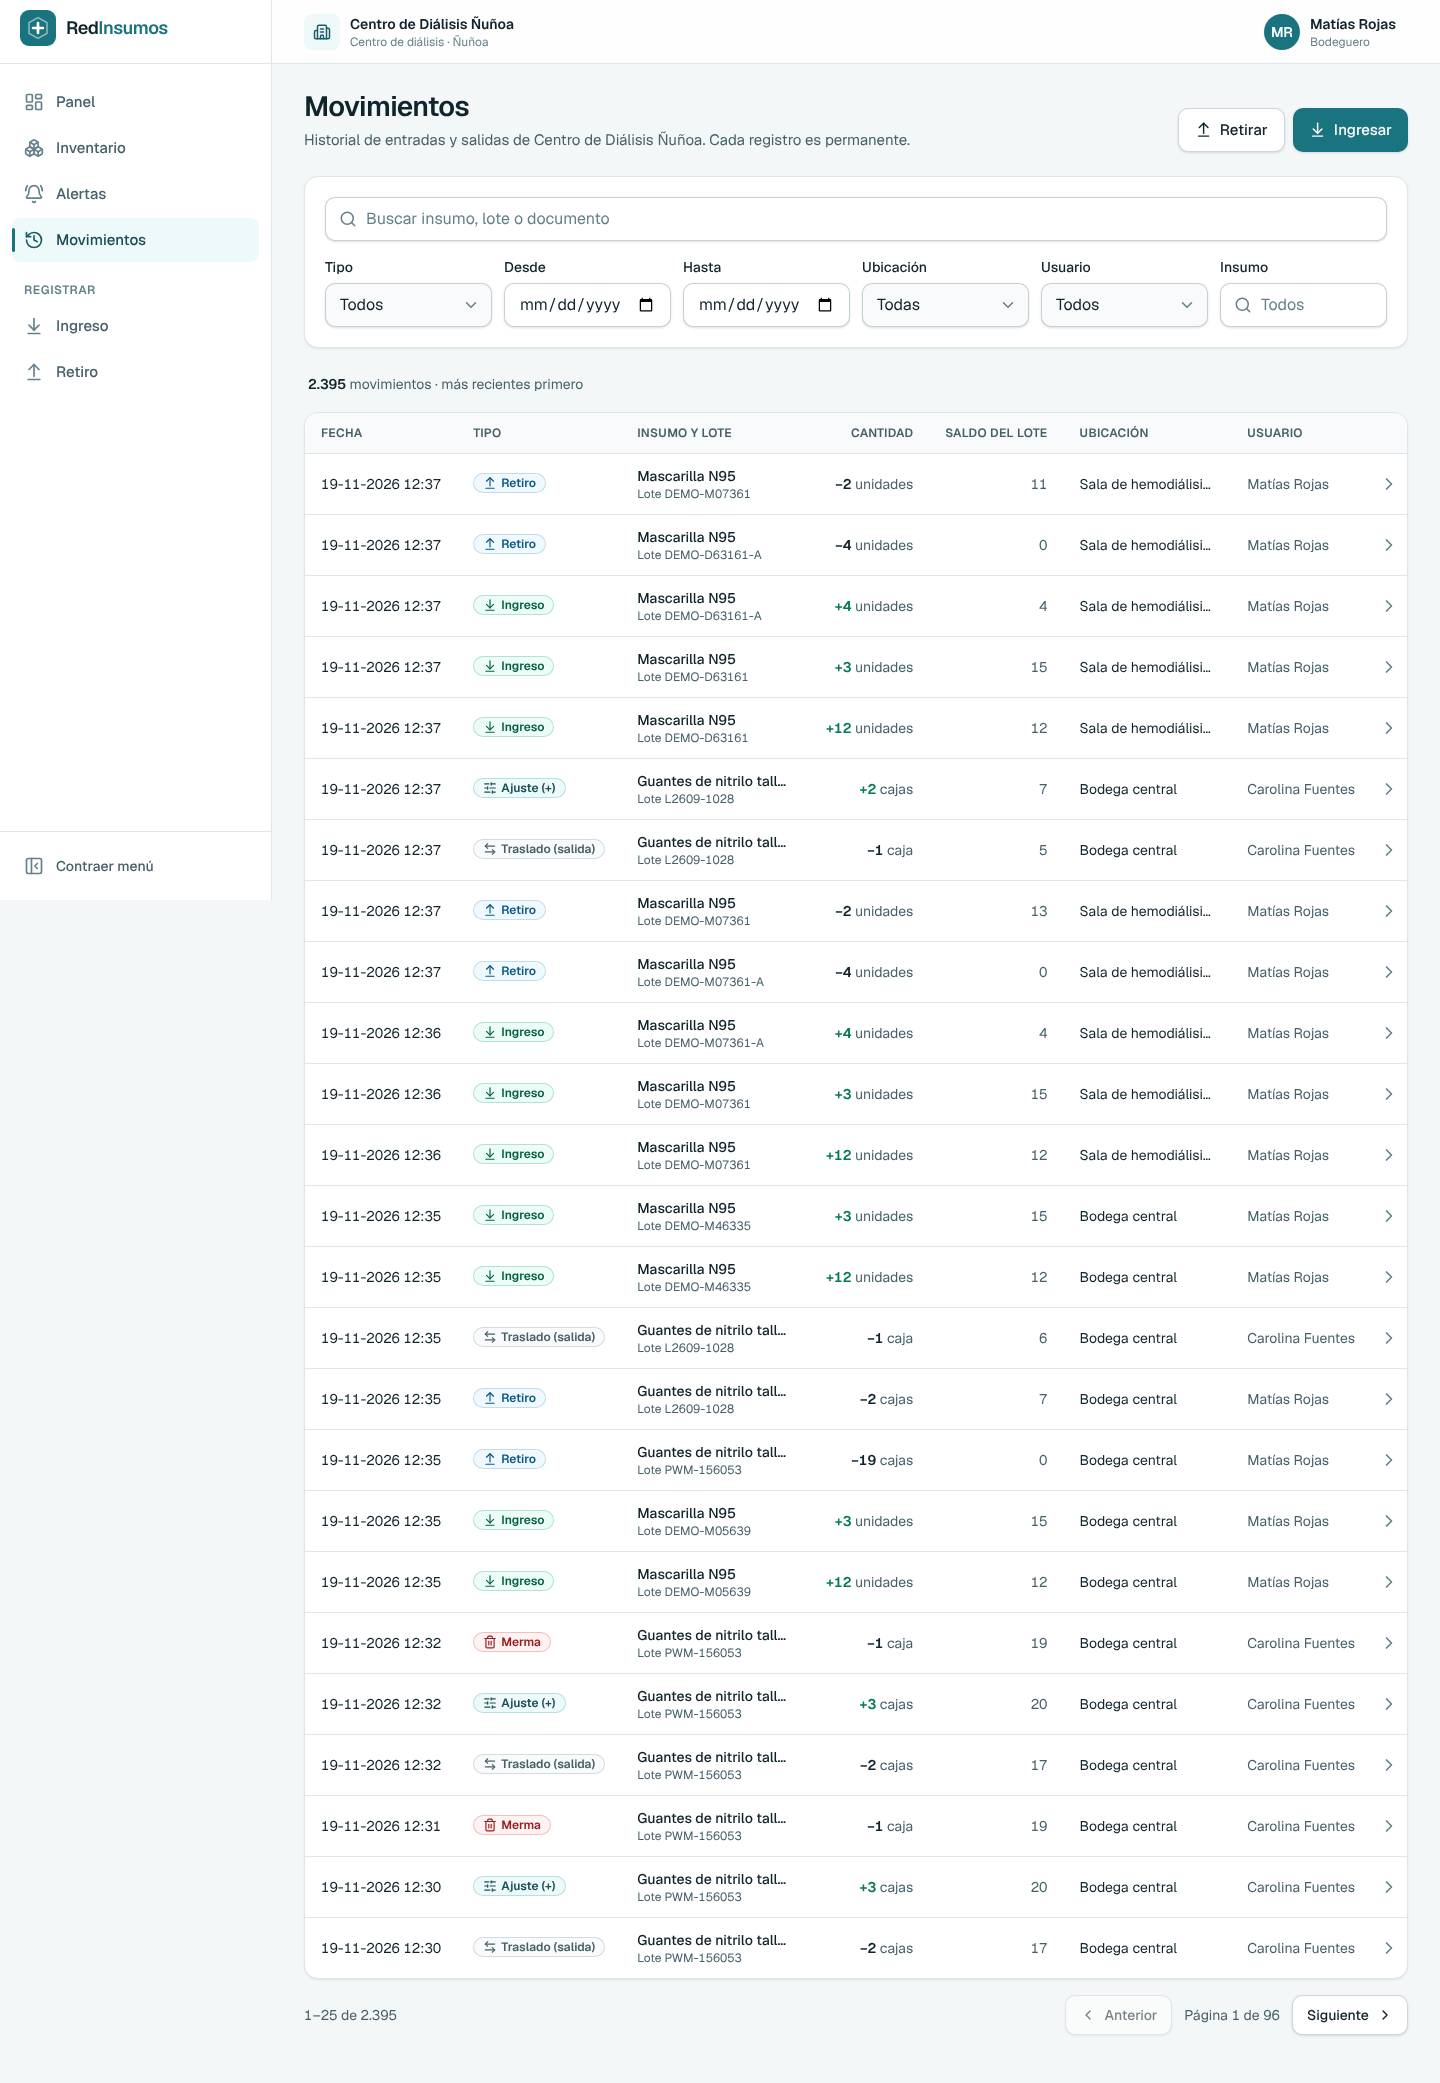 RedInsumos
Centro de Diálisis Ñuñoa
Centro de diálisis · Ñuñoa
MR
Matías Rojas
Bodeguero
Panel
Inventario
Alertas
Movimientos
REGISTRAR
Ingreso
Retiro
Contraer menú
Movimientos
Historial de entradas y salidas de Centro de Diálisis Ñuñoa. Cada registro es permanente.
Retirar
Ingresar
Buscar insumo, lote o documento
Tipo Desde Hasta Ubicación Usuario Insumo
Todos mm/dd/yyyy mm/dd/yyyy Todas Todos Todos
2.395 movimientos · más recientes primero
FECHA TIPO INSUMO Y LOTE CANTIDAD SALDO DEL LOTE UBICACIÓN USUARIO
19-11-2026 12:37 Retiro Mascarilla N95 −2 unidades 11 Sala de hemodiálisi... Matías Rojas
Lote DEMO-M07361
19-11-2026 12:37 Retiro Mascarilla N95 −4 unidades 0 Sala de hemodiálisi... Matías Rojas
Lote DEMO-D63161-A
19-11-2026 12:37 Ingreso Mascarilla N95 +4 unidades 4 Sala de hemodiálisi... Matías Rojas
Lote DEMO-D63161-A
19-11-2026 12:37 Ingreso Mascarilla N95 +3 unidades 15 Sala de hemodiálisi... Matías Rojas
Lote DEMO-D63161
19-11-2026 12:37 Ingreso Mascarilla N95 +12 unidades 12 Sala de hemodiálisi... Matías Rojas
Lote DEMO-D63161
19-11-2026 12:37 Ajuste (+) Guantes de nitrilo tall... +2 cajas 7 Bodega central Carolina Fuentes
Lote L2609-1028
19-11-2026 12:37 Traslado (salida) Guantes de nitrilo tall... −1 caja 5 Bodega central Carolina Fuentes
Lote L2609-1028
19-11-2026 12:37 Retiro Mascarilla N95 −2 unidades 13 Sala de hemodiálisi... Matías Rojas
Lote DEMO-M07361
19-11-2026 12:37 Retiro Mascarilla N95 −4 unidades 0 Sala de hemodiálisi... Matías Rojas
Lote DEMO-M07361-A
19-11-2026 12:36 Ingreso Mascarilla N95 +4 unidades 4 Sala de hemodiálisi... Matías Rojas
Lote DEMO-M07361-A
19-11-2026 12:36 Ingreso Mascarilla N95 +3 unidades 15 Sala de hemodiálisi... Matías Rojas
Lote DEMO-M07361
19-11-2026 12:36 Ingreso Mascarilla N95 +12 unidades 12 Sala de hemodiálisi... Matías Rojas
Lote DEMO-M07361
19-11-2026 12:35 Ingreso Mascarilla N95 +3 unidades 15 Bodega central Matías Rojas
Lote DEMO-M46335
19-11-2026 12:35 Ingreso Mascarilla N95 +12 unidades 12 Bodega central Matías Rojas
Lote DEMO-M46335
19-11-2026 12:35 Traslado (salida) Guantes de nitrilo tall... −1 caja 6 Bodega central Carolina Fuentes
Lote L2609-1028
19-11-2026 12:35 Retiro Guantes de nitrilo tall... −2 cajas 7 Bodega central Matías Rojas
Lote L2609-1028
19-11-2026 12:35 Retiro Guantes de nitrilo tall... −19 cajas 0 Bodega central Matías Rojas
Lote PWM-156053
19-11-2026 12:35 Ingreso Mascarilla N95 +3 unidades 15 Bodega central Matías Rojas
Lote DEMO-M05639
19-11-2026 12:35 Ingreso Mascarilla N95 +12 unidades 12 Bodega central Matías Rojas
Lote DEMO-M05639
19-11-2026 12:32 Merma Guantes de nitrilo tall... −1 caja 19 Bodega central Carolina Fuentes
Lote PWM-156053
19-11-2026 12:32 Ajuste (+) Guantes de nitrilo tall... +3 cajas 20 Bodega central Carolina Fuentes
Lote PWM-156053
19-11-2026 12:32 Traslado (salida) Guantes de nitrilo tall... −2 cajas 17 Bodega central Carolina Fuentes
Lote PWM-156053
19-11-2026 12:31 Merma Guantes de nitrilo tall... −1 caja 19 Bodega central Carolina Fuentes
Lote PWM-156053
19-11-2026 12:30 Ajuste (+) Guantes de nitrilo tall... +3 cajas 20 Bodega central Carolina Fuentes
Lote PWM-156053
19-11-2026 12:30 Traslado (salida) Guantes de nitrilo tall... −2 cajas 17 Bodega central Carolina Fuentes
Lote PWM-156053
1–25 de 2.395
Anterior
Página 1 de 96
Siguiente